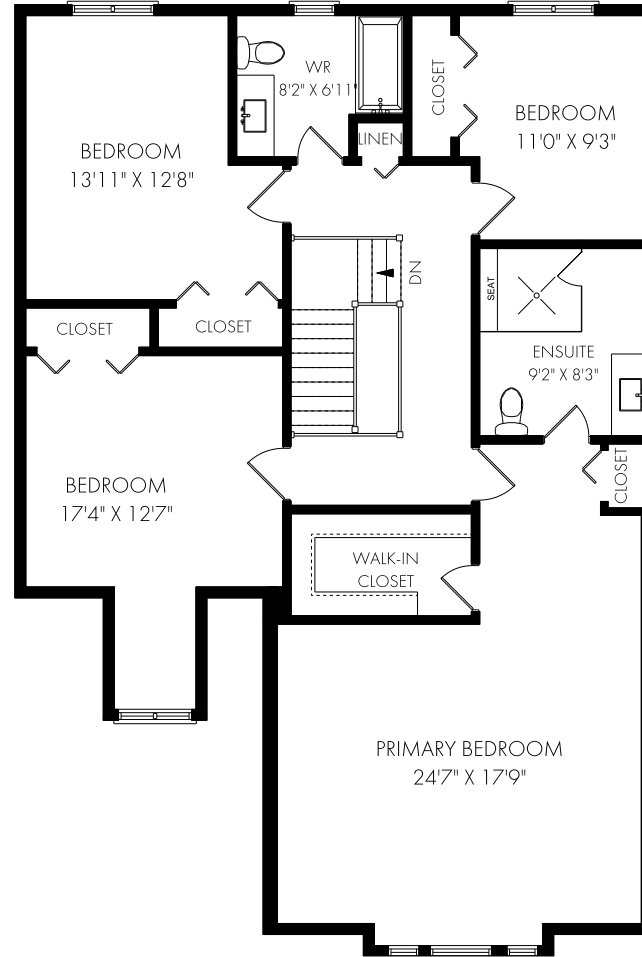 WR
8'2" X 6'11"
CLOSET
BEDROOM
11'0" X 9'3"
LINEN
BEDROOM
13'11" X 12'8"
DN
SEAT
CLOSET
CLOSET
ENSUITE
9'2" X 8'3"
BEDROOM
17'4" X 12'7"
CLOSET
WALK-IN
CLOSET
PRIMARY BEDROOM
24'7" X 17'9"